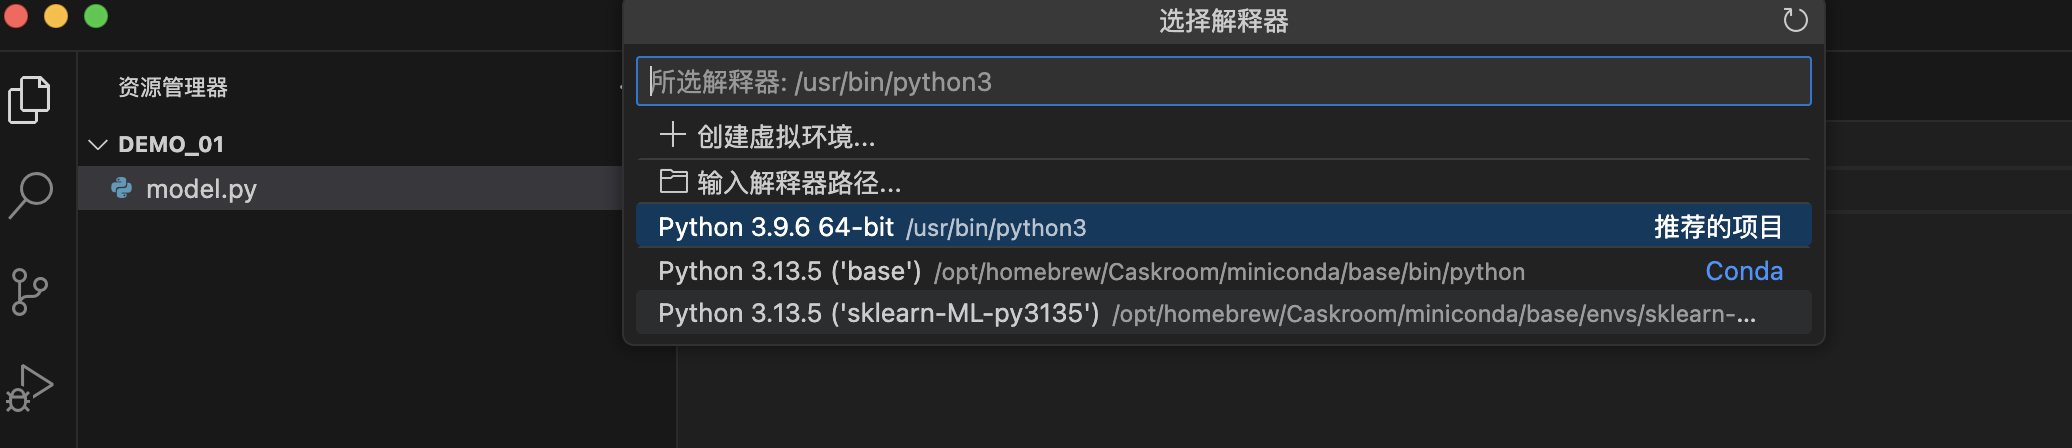 选择解释器
资源管理器
DEMO_01
model.py
所选解释器: /usr/bin/python3
创建虚拟环境...
输入解释器路径...
Python 3.9.6 64-bit /usr/bin/python3 推荐的项目
Python 3.13.5 ('base') /opt/homebrew/Caskroom/miniconda/base/bin/python Conda
Python 3.13.5 ('sklearn-ML-py3135') /opt/homebrew/Caskroom/miniconda/base/envs/sklearn-...